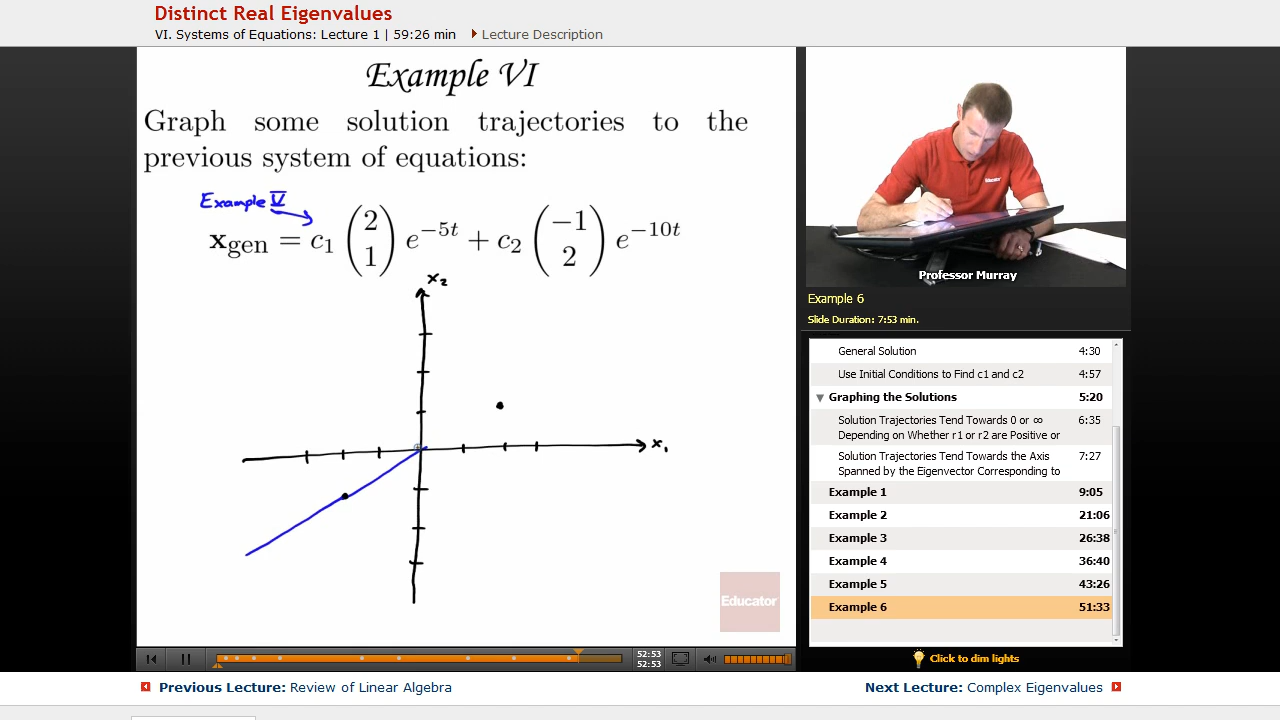 Distinct Real Eigenvalues
VI. Systems of Equations: Lecture 1 | 59:26 min Lecture Description
Example VI
Graph some solution trajectories to the
previous system of equations:
Example V
x_gen = c₁ (2 1) e^{−5t} + c₂ (−1 2) e^{−10t}
x₂
x₁
Educator
52:53
52:53
Educator
Professor Murray
Example 6
Slide Duration: 7:53 min.
General Solution 4:30
Use Initial Conditions to Find c1 and c2 4:57
Graphing the Solutions 5:20
Solution Trajectories Tend Towards 0 or ∞ 6:35
Depending on Whether r1 or r2 are Positive or
Solution Trajectories Tend Towards the Axis 7:27
Spanned by the Eigenvector Corresponding to
Example 1 9:05
Example 2 21:06
Example 3 26:38
Example 4 36:40
Example 5 43:26
Example 6 51:33
Click to dim lights
Previous Lecture: Review of Linear Algebra
Next Lecture: Complex Eigenvalues